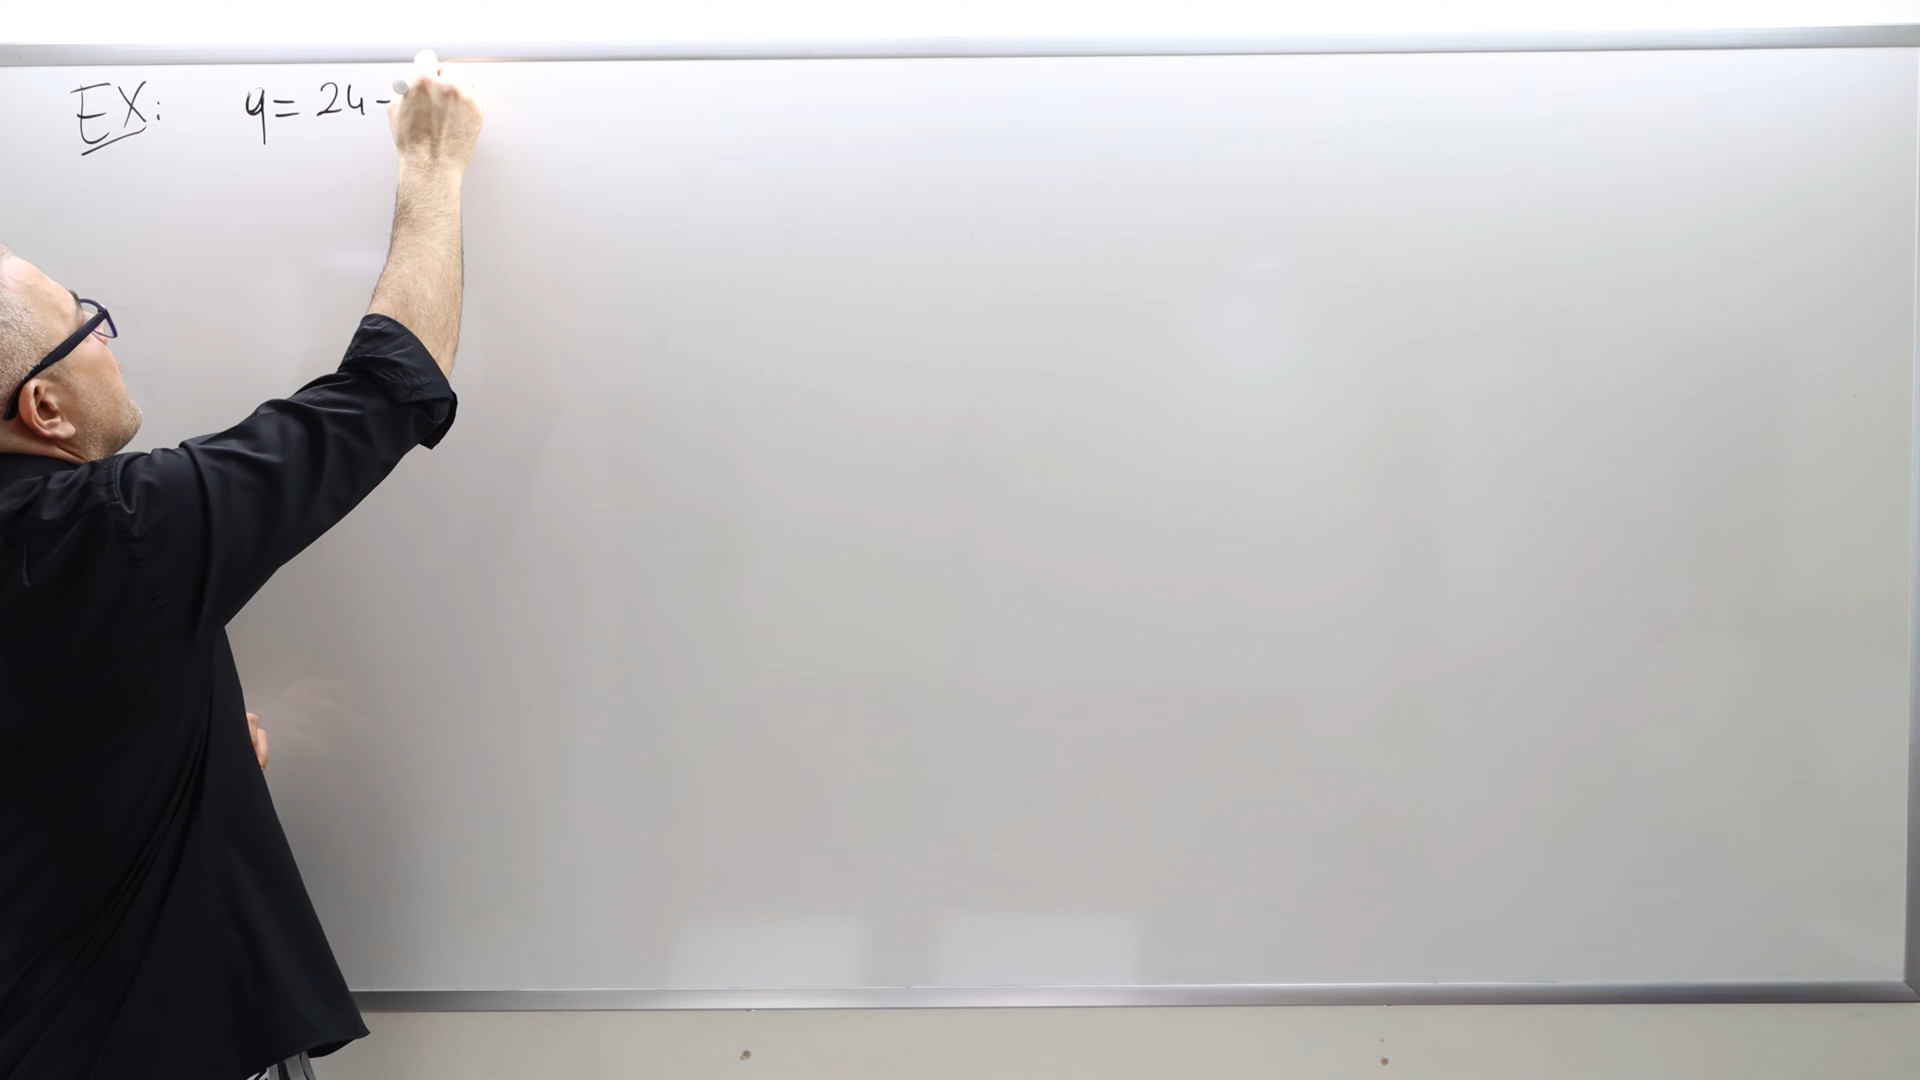 EX: q = 24 -